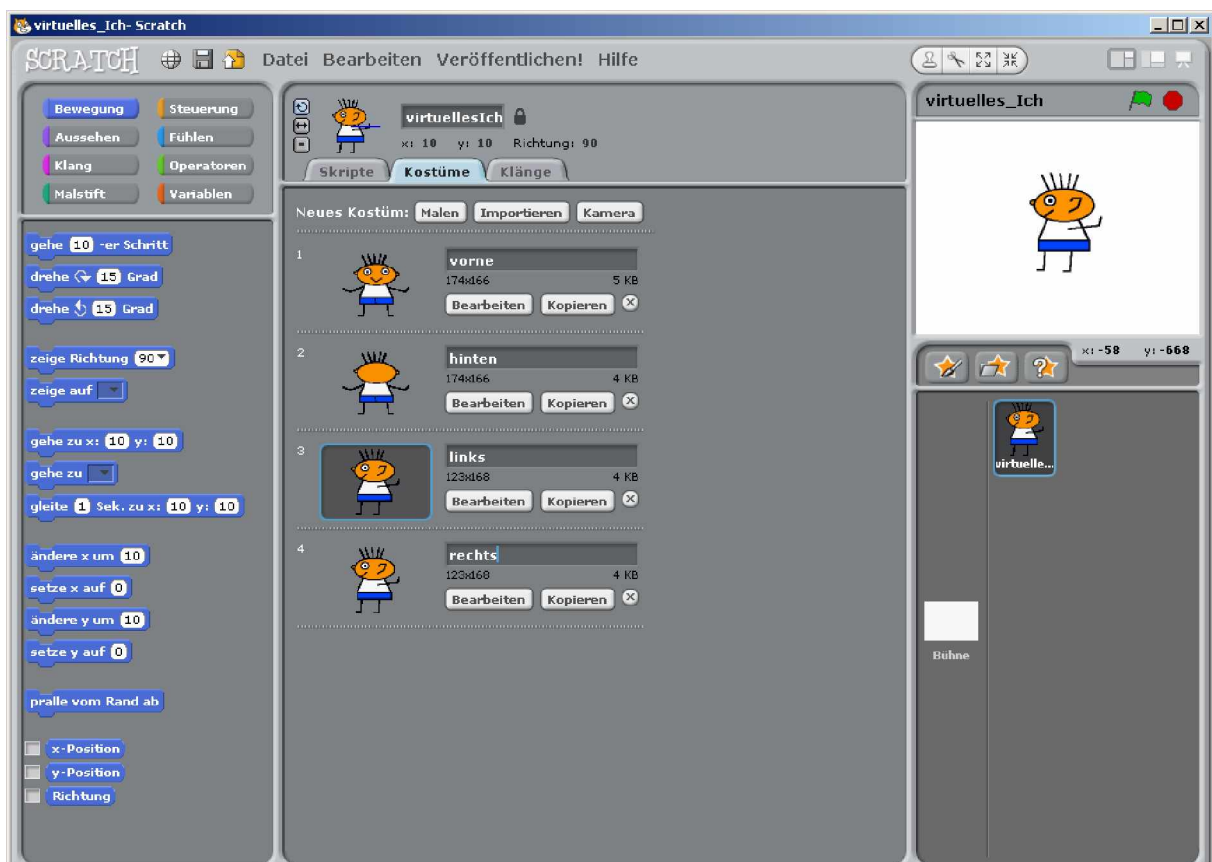 virtuelles_Ich- Scratch
SCRATCH Datei Bearbeiten Veröffentlichen! Hilfe
Bewegung Steuerung
Aussehen Fühlen
Klang Operatoren
Malstift Variablen
gehe 10 -er Schritt
drehe 15 Grad
drehe 15 Grad
zeige Richtung 90
zeige auf
gehe zu x: 10 y: 10
gehe zu
gleite 1 Sek. zu x: 10 y: 10
ändere x um 10
setze x auf 0
ändere y um 10
setze y auf 0
pralle vom Rand ab
x-Position
y-Position
Richtung
virtuellesIch
x: 10 y: 10 Richtung: 90
Skripte Kostüme Klänge
Neues Kostüm: Malen Importieren Kamera
1 vorne
174x166 5 KB
Bearbeiten Kopieren
2 hinten
174x166 4 KB
Bearbeiten Kopieren
3 links
123x168 4 KB
Bearbeiten Kopieren
4 rechts
123x168 4 KB
Bearbeiten Kopieren
virtuelles_Ich
x: -58 y: -668
virtuelle...
Bühne